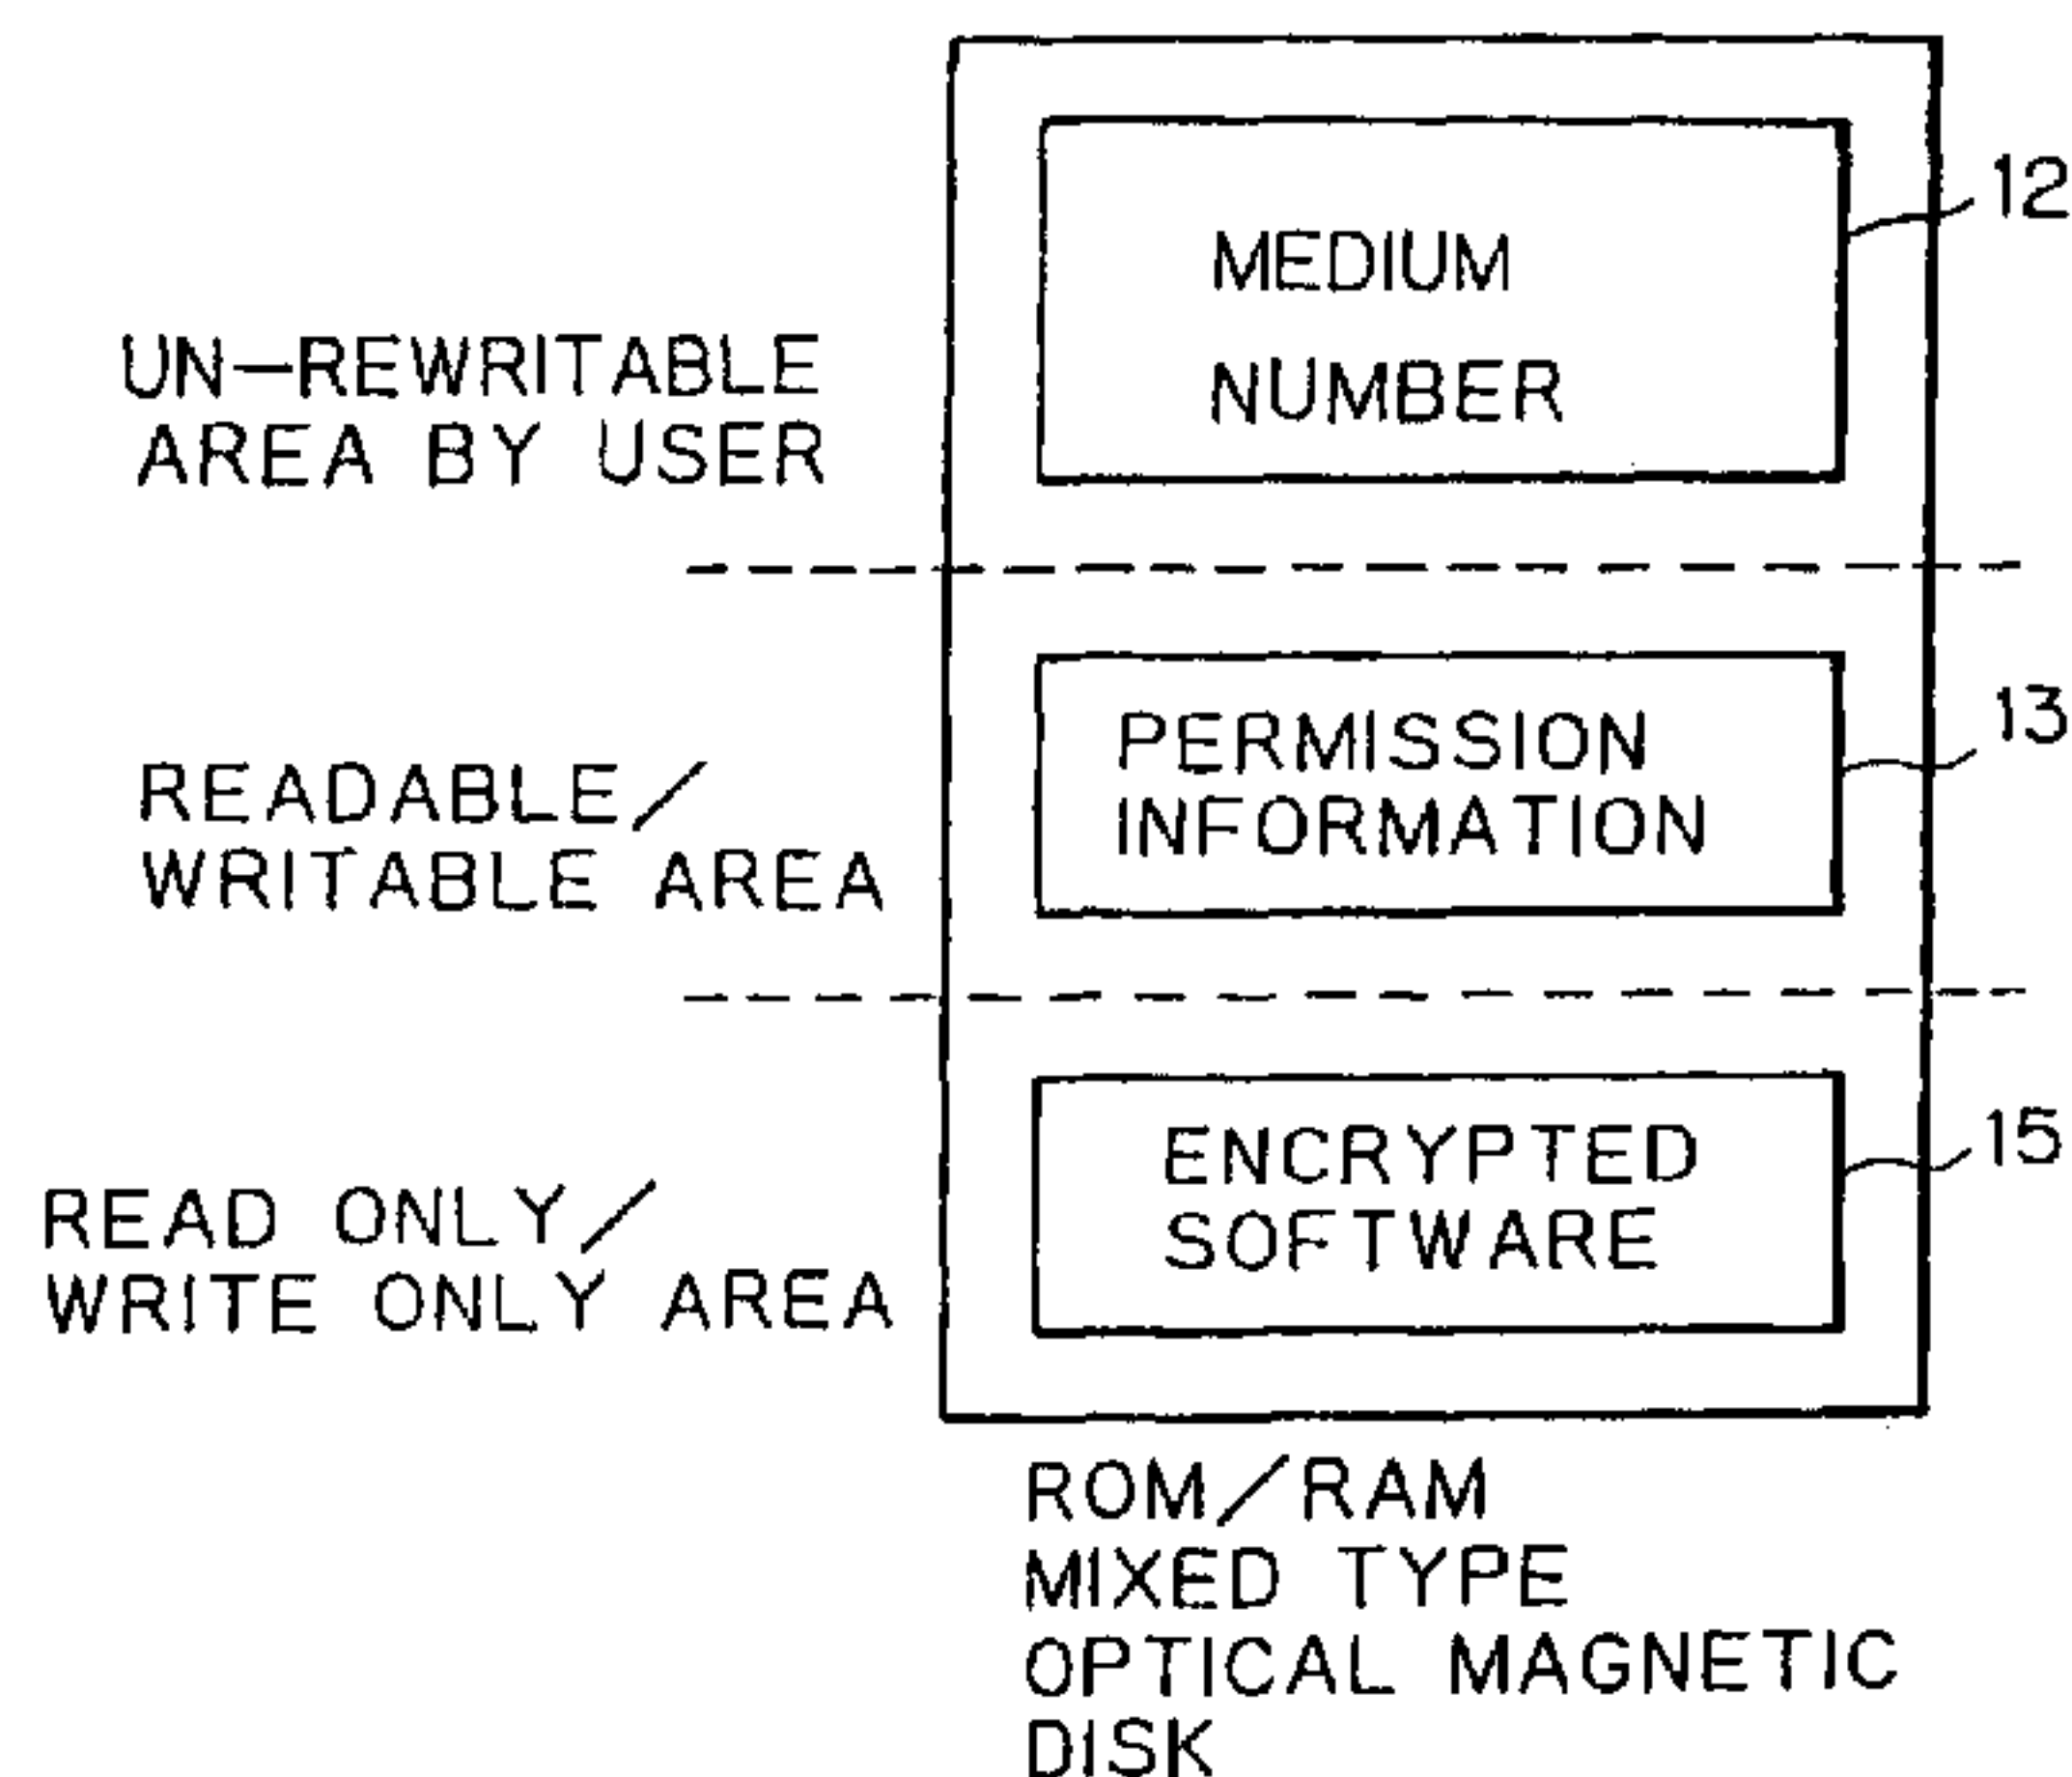 12
MEDIUM
NUMBER
UN-REWRITABLE
AREA BY USER
13
PERMISSION
INFORMATION
READABLE/
WRITABLE AREA
15
ENCRYPTED
SOFTWARE
READ ONLY/
WRITE ONLY AREA
ROM/RAM
MIXED TYPE
OPTICAL MAGNETIC
DISK